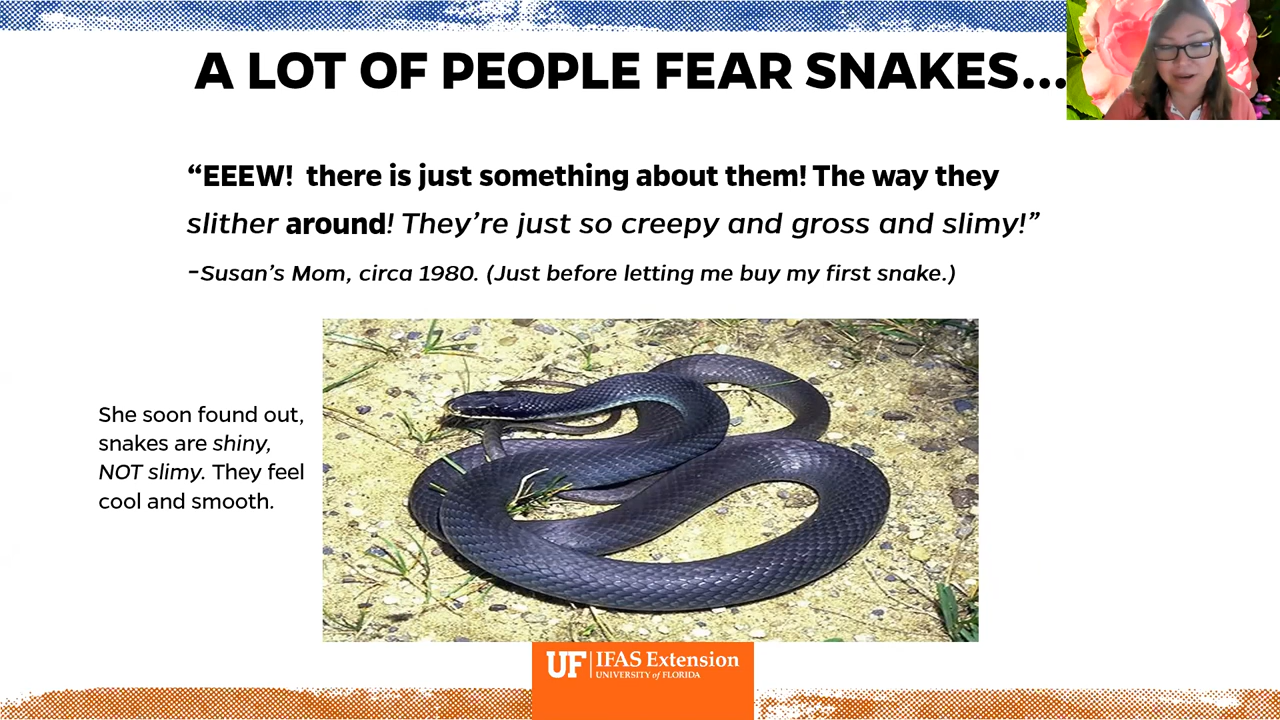 A LOT OF PEOPLE FEAR SNAKES...
“EEEW!  there is just something about them! The way they
slither around! They’re just so creepy and gross and slimy!”
-Susan’s Mom, circa 1980. (Just before letting me buy my first snake.)
She soon found out,
snakes are shiny,
NOT slimy. They feel
cool and smooth.
UF IFAS Extension
UNIVERSITY of FLORIDA